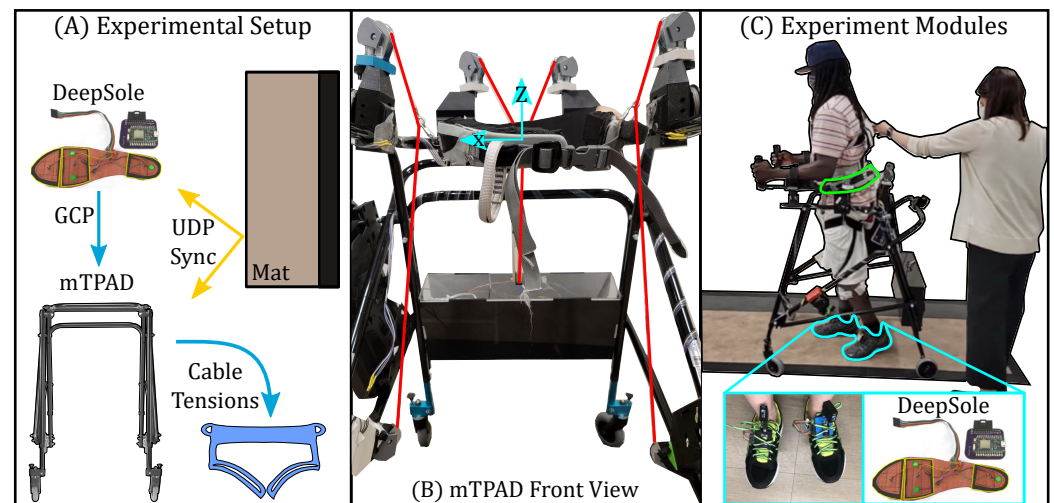 (A) Experimental Setup
DeepSole
GCP
UDP
Sync
Mat
mTPAD
Cable
Tensions
Z
x
(B) mTPAD Front View
(C) Experiment Modules
DeepSole